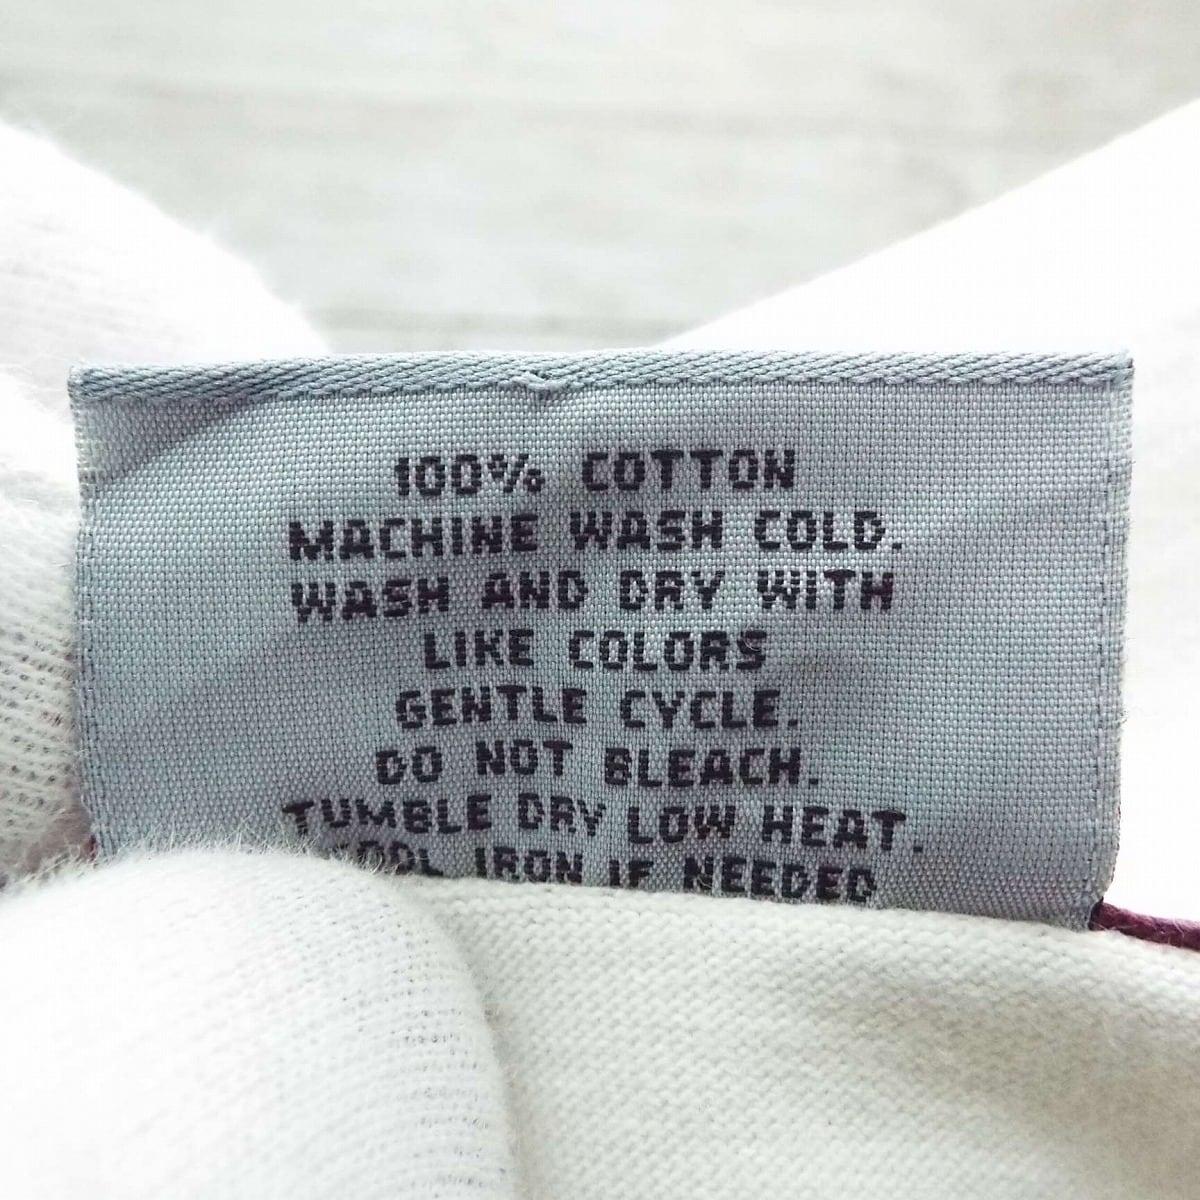 100% COTTON
MACHINE WASH COLD.
WASH AND DRY WITH
LIKE COLORS
GENTLE CYCLE.
DO NOT BLEACH.
TUMBLE DRY LOW HEAT.
COOL IRON IF NEEDED